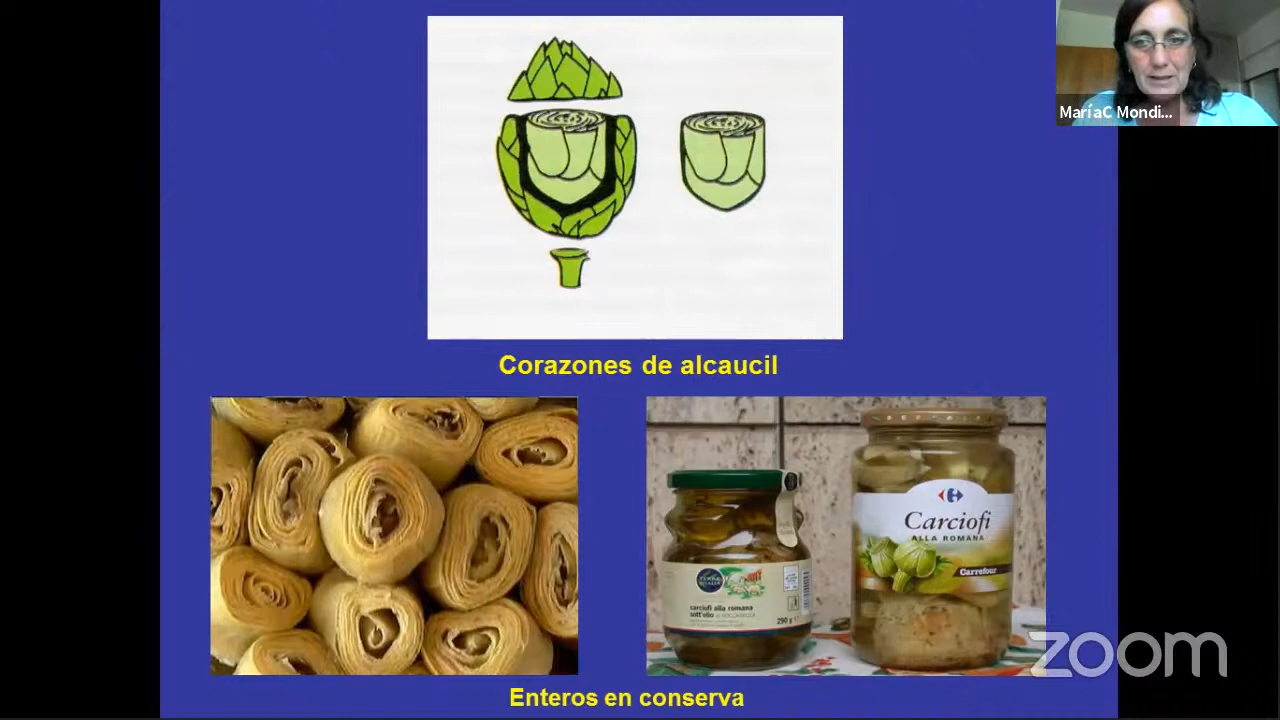 MaríaC Mondi...
Corazones de alcaucil
Carciofi
ALLA ROMANA
Carrefour
carciofi alla romana
sott'olio
290 g
zoom
Enteros en conserva